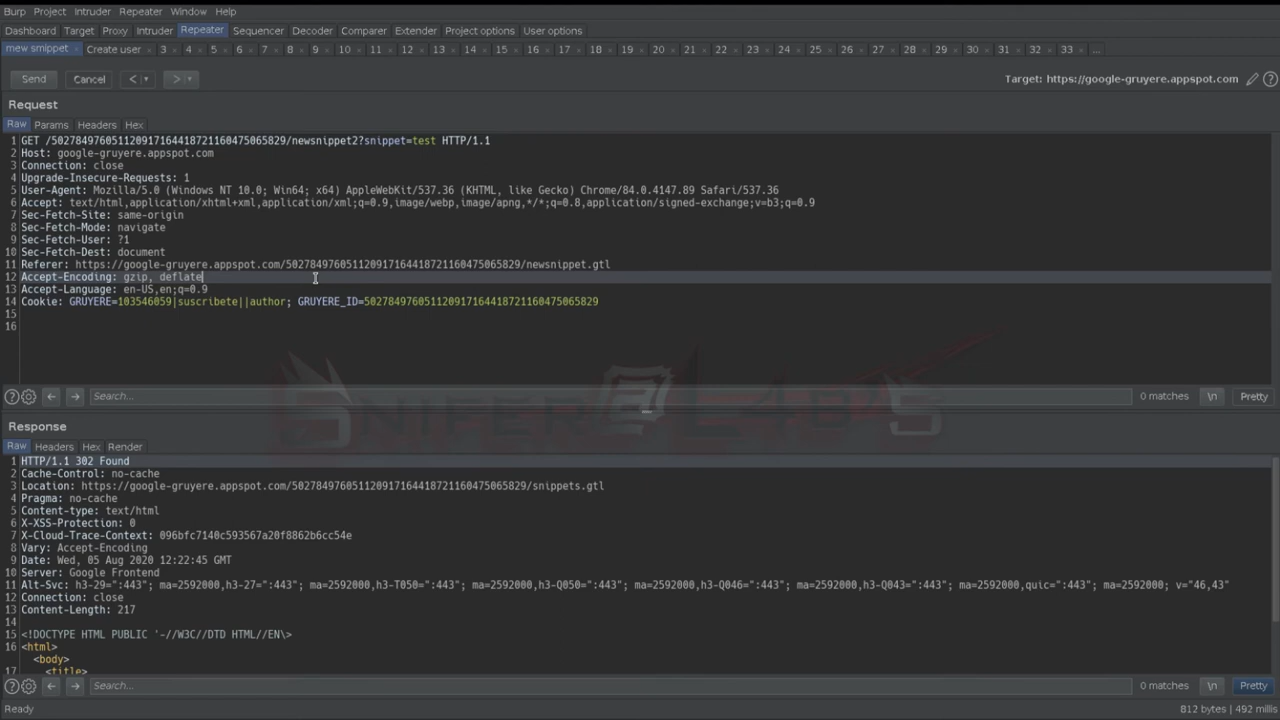 Burp Project Intruder Repeater Window Help
Dashboard Target Proxy Intruder Repeater Sequencer Decoder Comparer Extender Project options User options
mew smippet × Create user × 3 × 4 × 5 × 6 × 7 × 8 × 9 × 10 × 11 × 12 × 13 × 14 × 15 × 16 × 17 × 18 × 19 × 20 × 21 × 22 × 23 × 24 × 25 × 26 × 27 × 28 × 29 × 30 × 31 × 32 × 33 × ...
Send Cancel < > Target: https://google-gruyere.appspot.com
Request
Raw Params Headers Hex
1 GET /502784976051120917164418721160475065829/newsnippet2?snippet=test HTTP/1.1
2 Host: google-gruyere.appspot.com
3 Connection: close
4 Upgrade-Insecure-Requests: 1
5 User-Agent: Mozilla/5.0 (Windows NT 10.0; Win64; x64) AppleWebKit/537.36 (KHTML, like Gecko) Chrome/84.0.4147.89 Safari/537.36
6 Accept: text/html,application/xhtml+xml,application/xml;q=0.9,image/webp,image/apng,*/*;q=0.8,application/signed-exchange;v=b3;q=0.9
7 Sec-Fetch-Site: same-origin
8 Sec-Fetch-Mode: navigate
9 Sec-Fetch-User: ?1
10 Sec-Fetch-Dest: document
11 Referer: https://google-gruyere.appspot.com/502784976051120917164418721160475065829/newsnippet.gtl
12 Accept-Encoding: gzip, deflate
13 Accept-Language: en-US,en;q=0.9
14 Cookie: GRUYERE=103546059|suscribete||author; GRUYERE_ID=502784976051120917164418721160475065829
15
16
Search... 0 matches \n Pretty
SNIFER@L4B'S
Response
Raw Headers Hex Render
1 HTTP/1.1 302 Found
2 Cache-Control: no-cache
3 Location: https://google-gruyere.appspot.com/502784976051120917164418721160475065829/snippets.gtl
4 Pragma: no-cache
5 Content-type: text/html
6 X-XSS-Protection: 0
7 X-Cloud-Trace-Context: 096bfc7140c593567a20f8862b6cc54e
8 Vary: Accept-Encoding
9 Date: Wed, 05 Aug 2020 12:22:45 GMT
10 Server: Google Frontend
11 Alt-Svc: h3-29=":443"; ma=2592000,h3-27=":443"; ma=2592000,h3-T050=":443"; ma=2592000,h3-Q050=":443"; ma=2592000,h3-Q046=":443"; ma=2592000,h3-Q043=":443"; ma=2592000,quic=":443"; ma=2592000; v="46,43"
12 Connection: close
13 Content-Length: 217
14
15 <!DOCTYPE HTML PUBLIC '-//W3C//DTD HTML//EN\>
16 <html>
<body>
17 <title>
Search... 0 matches \n Pretty
Ready 812 bytes | 492 millis